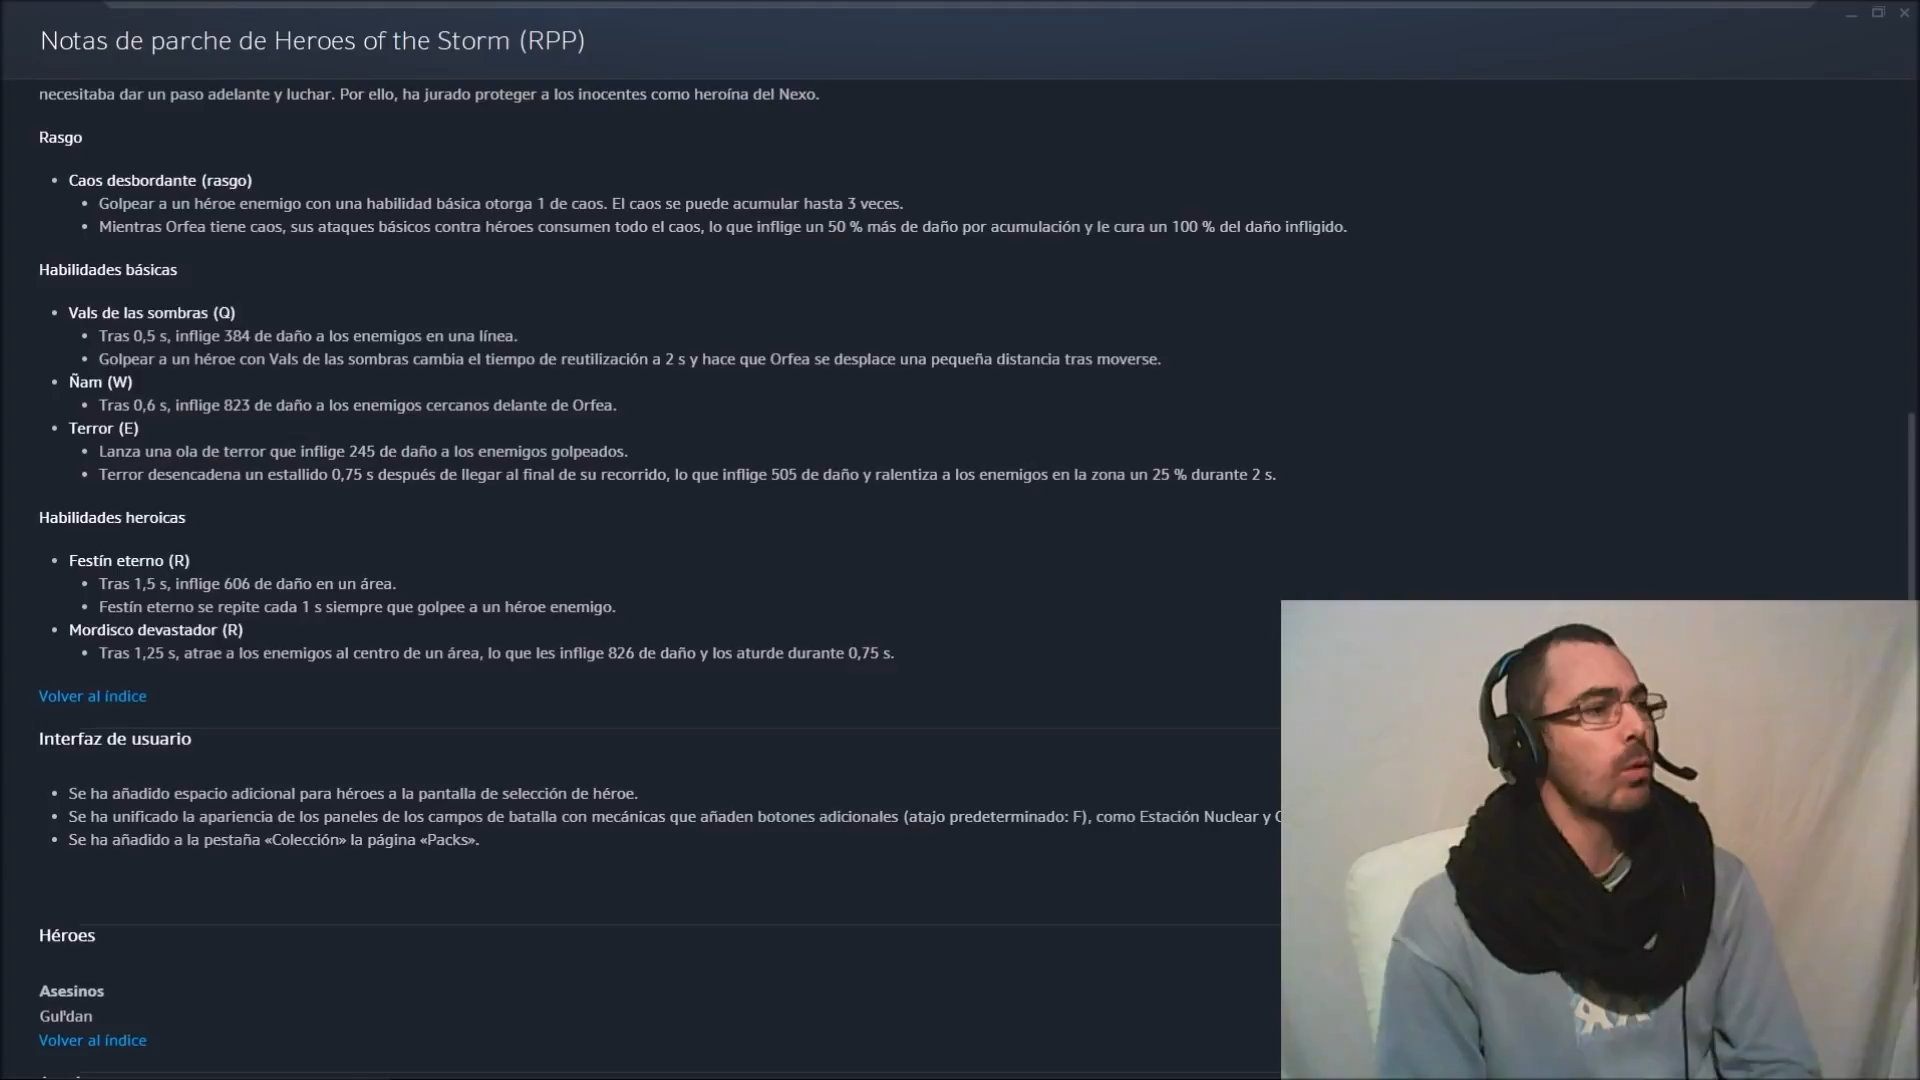 Notas de parche de Heroes of the Storm (RPP)
necesitaba dar un paso adelante y luchar. Por ello, ha jurado proteger a los inocentes como heroína del Nexo.
Rasgo
• Caos desbordante (rasgo)
• Golpear a un héroe enemigo con una habilidad básica otorga 1 de caos. El caos se puede acumular hasta 3 veces.
• Mientras Orfea tiene caos, sus ataques básicos contra héroes consumen todo el caos, lo que inflige un 50 % más de daño por acumulación y le cura un 100 % del daño infligido.
Habilidades básicas
• Vals de las sombras (Q)
• Tras 0,5 s, inflige 384 de daño a los enemigos en una línea.
• Golpear a un héroe con Vals de las sombras cambia el tiempo de reutilización a 2 s y hace que Orfea se desplace una pequeña distancia tras moverse.
• Ñam (W)
• Tras 0,6 s, inflige 823 de daño a los enemigos cercanos delante de Orfea.
• Terror (E)
• Lanza una ola de terror que inflige 245 de daño a los enemigos golpeados.
• Terror desencadena un estallido 0,75 s después de llegar al final de su recorrido, lo que inflige 505 de daño y ralentiza a los enemigos en la zona un 25 % durante 2 s.
Habilidades heroicas
• Festín eterno (R)
• Tras 1,5 s, inflige 606 de daño en un área.
• Festín eterno se repite cada 1 s siempre que golpee a un héroe enemigo.
• Mordisco devastador (R)
• Tras 1,25 s, atrae a los enemigos al centro de un área, lo que les inflige 826 de daño y los aturde durante 0,75 s.
Volver al índice
Interfaz de usuario
• Se ha añadido espacio adicional para héroes a la pantalla de selección de héroe.
• Se ha unificado la apariencia de los paneles de los campos de batalla con mecánicas que añaden botones adicionales (atajo predeterminado: F), como Estación Nuclear y
• Se ha añadido a la pestaña «Colección» la página «Packs».
Héroes
Asesinos
Gul'dan
Volver al índice